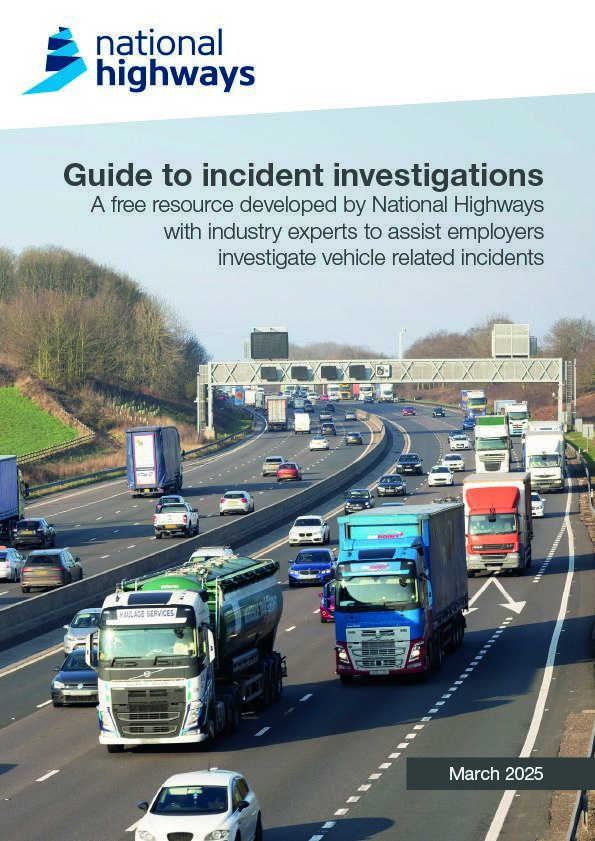 national
highways
Guide to incident investigations
A free resource developed by National Highways
with industry experts to assist employers
investigate vehicle related incidents
HAULAGE SERVICES
March 2025